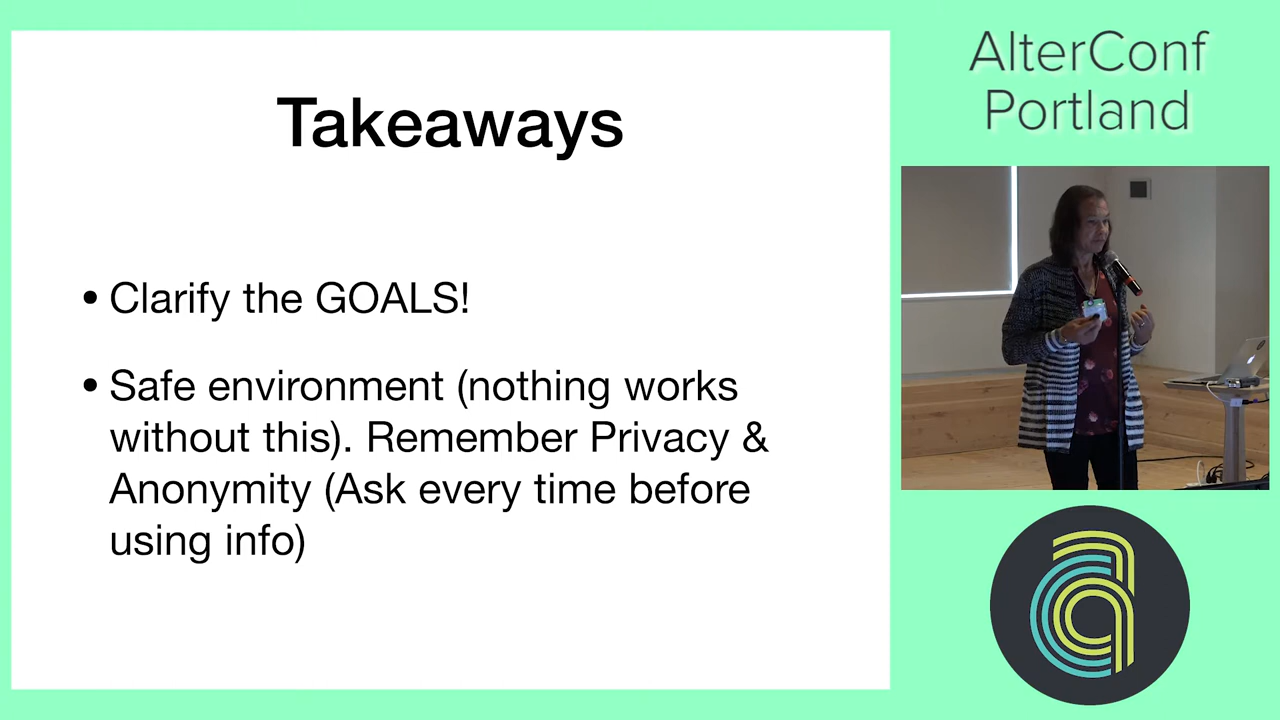 Takeaways
• Clarify the GOALS!
• Safe environment (nothing works
without this). Remember Privacy &
Anonymity (Ask every time before
using info)
AlterConf
Portland